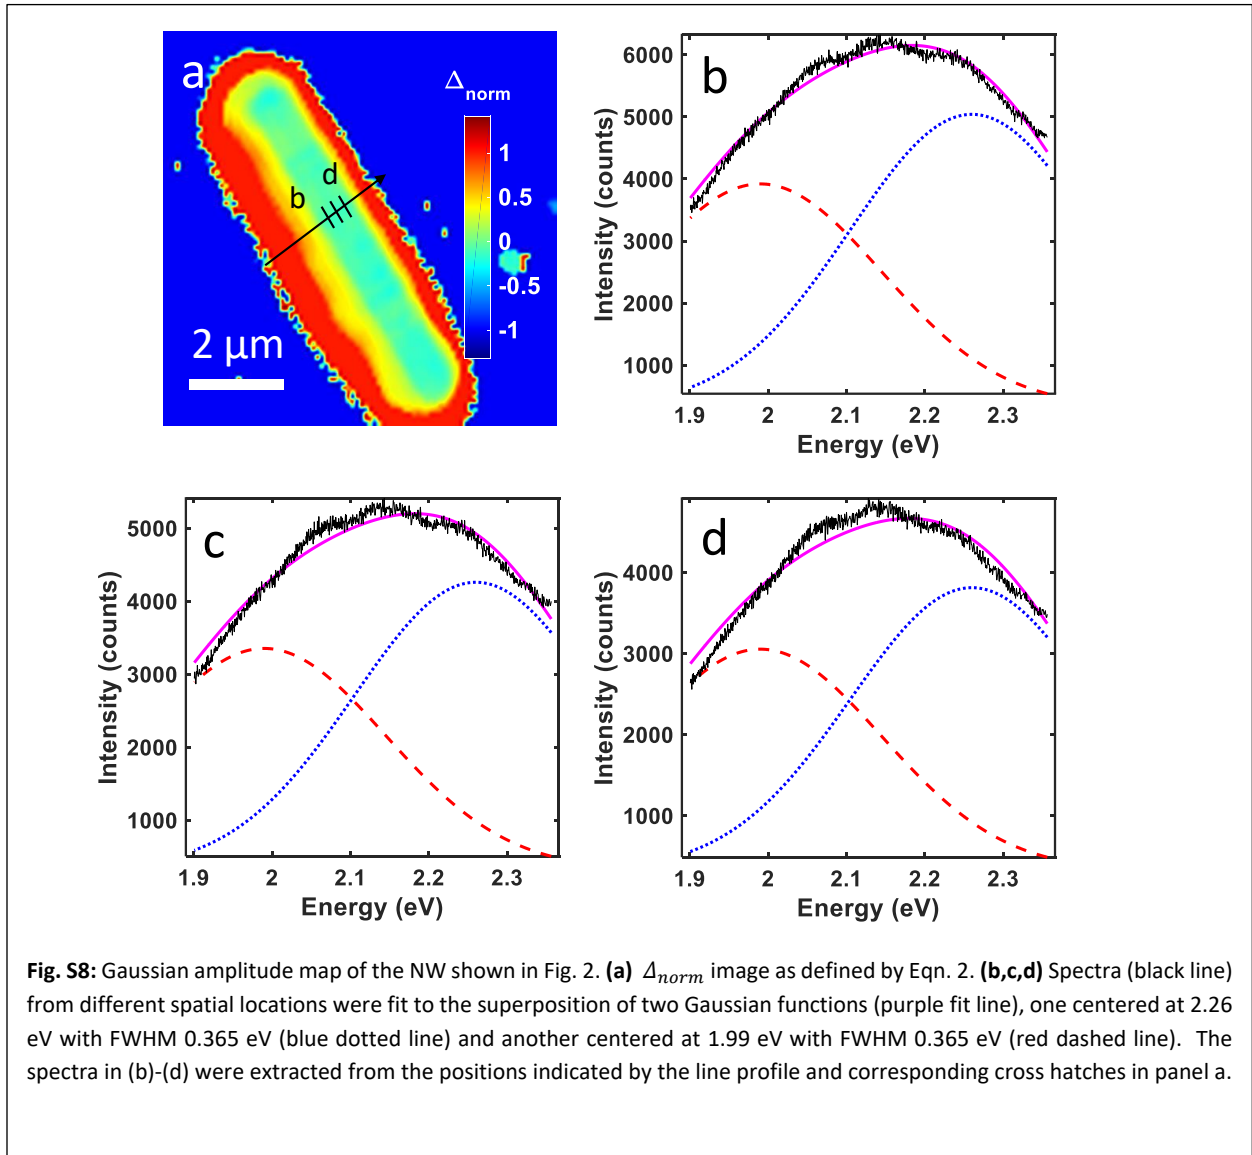 a
Δnorm
1
0.5
0
-0.5
-1
b
d
r
2 μm
b
6000
5000
4000
3000
2000
1000
Intensity (counts)
1.9 2 2.1 2.2 2.3
Energy (eV)
c
5000
4000
3000
2000
1000
Intensity (counts)
1.9 2 2.1 2.2 2.3
Energy (eV)
d
4000
3000
2000
1000
Intensity (counts)
1.9 2 2.1 2.2 2.3
Energy (eV)
Fig. S8: Gaussian amplitude map of the NW shown in Fig. 2. (a) Δnorm image as defined by Eqn. 2. (b,c,d) Spectra (black line)
from different spatial locations were fit to the superposition of two Gaussian functions (purple fit line), one centered at 2.26
eV with FWHM 0.365 eV (blue dotted line) and another centered at 1.99 eV with FWHM 0.365 eV (red dashed line). The
spectra in (b)-(d) were extracted from the positions indicated by the line profile and corresponding cross hatches in panel a.